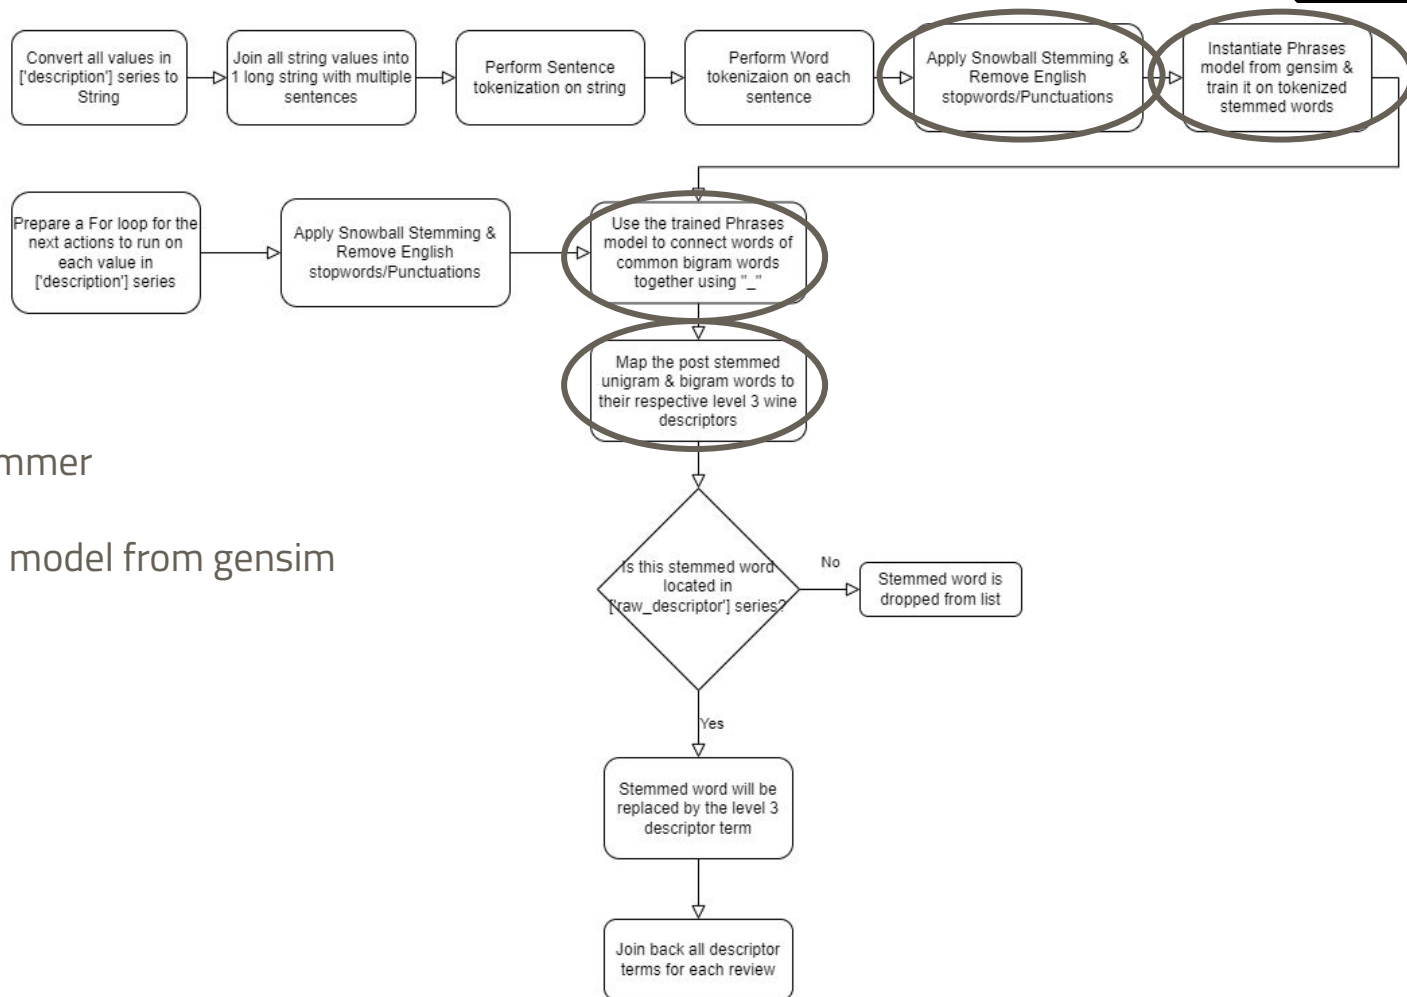 Convert all values in
['description'] series to
String
Join all string values into
1 long string with multiple
sentences
Perform Sentence
tokenization on string
Perform Word
tokenizaion on each
sentence
Apply Snowball Stemming &
Remove English
stopwords/Punctuations
Instantiate Phrases
model from gensim &
train it on tokenized
stemmed words
Prepare a For loop for the
next actions to run on
each value in
['description'] series
Apply Snowball Stemming &
Remove English
stopwords/Punctuations
Use the trained Phrases
model to connect words of
common bigram words
together using "_"
Map the post stemmed
unigram & bigram words to
their respective level 3 wine
descriptors
mmer
model from gensim
Is this stemmed word
located in
['raw_descriptor'] series?
No
Stemmed word is
dropped from list
Yes
Stemmed word will be
replaced by the level 3
descriptor term
Join back all descriptor
terms for each review